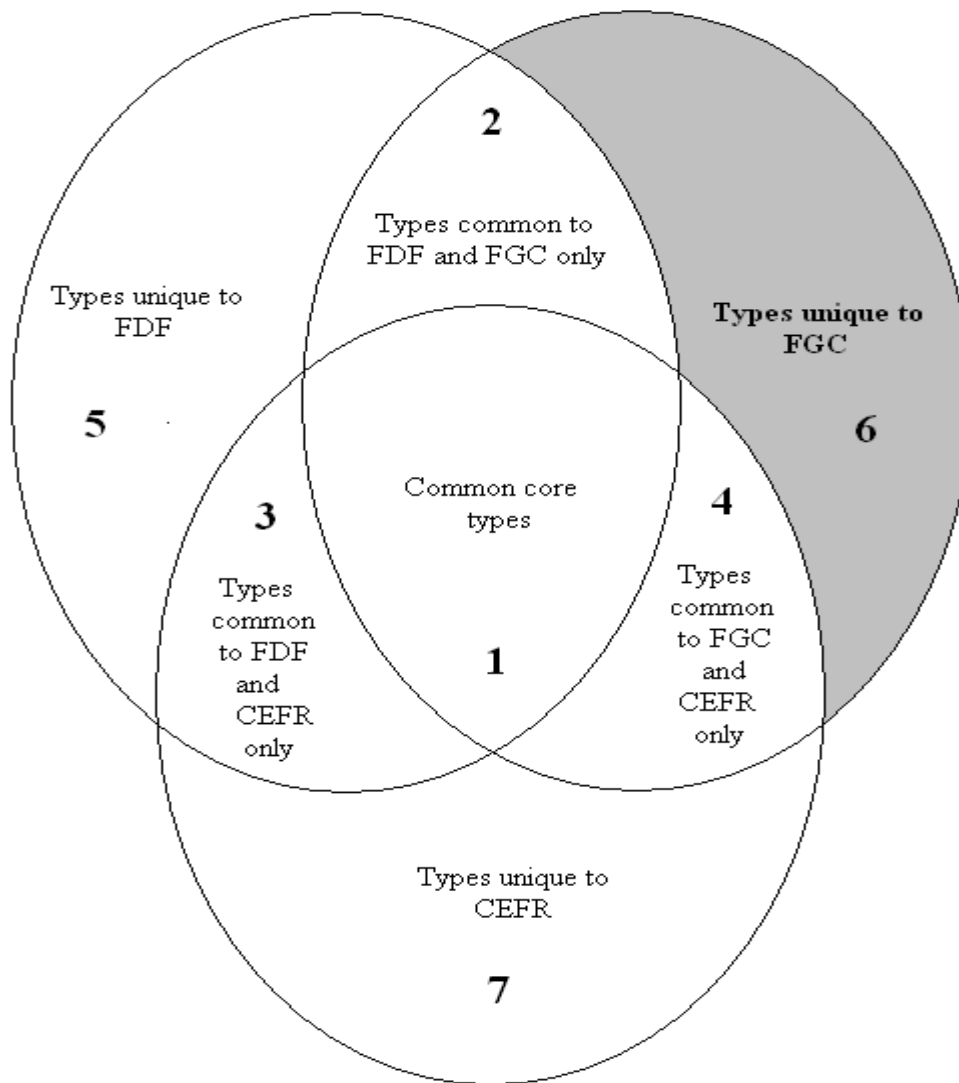 2
Types common to
FDF and FGC only
Types unique to
FDF
5
Types unique to
FGC
6
Common core
types
1
3
Types
common
to FDF
and
CEFR
only
4
Types
common
to FGC
and
CEFR
only
Types unique to
CEFR
7